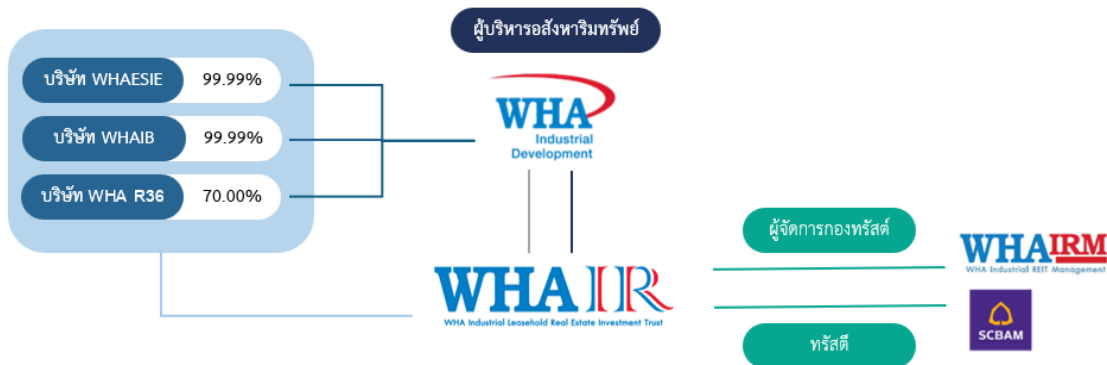 ผู้บริหารอสังหาริมทรัพย์
บริษัท WHAESIE 99.99%
บริษัท WHAIB 99.99%
บริษัท WHA R36 70.00%
WHA
Industrial
Development
ผู้จัดการกองทรัสต์
WHAIRM
WHA Industrial REIT Management
WHAIR
WHA Industrial Leasehold Real Estate Investment Trust
SCBAM
ทรัสตี